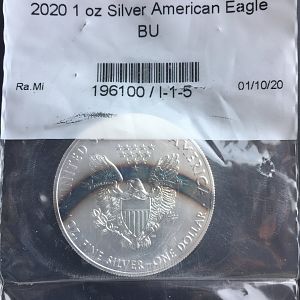 2020 1 oz Silver American Eagle
BU
Ra.Mi
01/10/20
196100 / I-1-5
UNITED STATES OF AMERICA
OZ. FINE SILVER~ONE DOLLAR